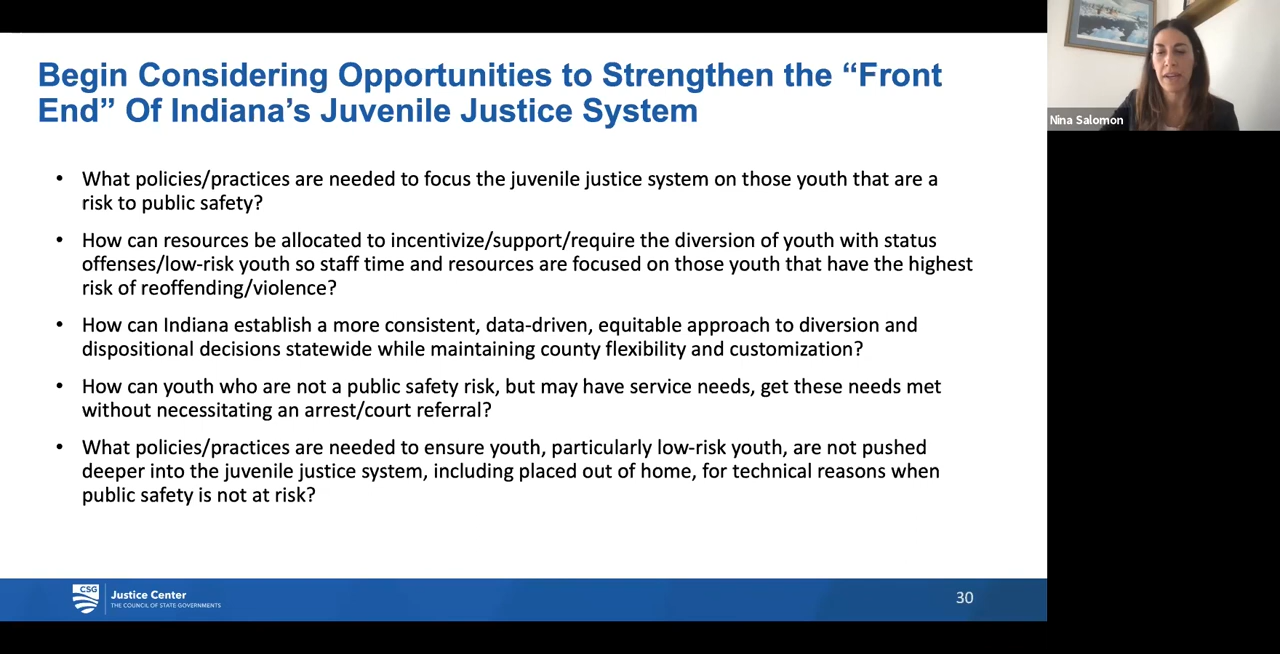 Begin Considering Opportunities to Strengthen the “Front
End” Of Indiana’s Juvenile Justice System
Nina Salomon
• What policies/practices are needed to focus the juvenile justice system on those youth that are a
risk to public safety?
• How can resources be allocated to incentivize/support/require the diversion of youth with status
offenses/low-risk youth so staff time and resources are focused on those youth that have the highest
risk of reoffending/violence?
• How can Indiana establish a more consistent, data-driven, equitable approach to diversion and
dispositional decisions statewide while maintaining county flexibility and customization?
• How can youth who are not a public safety risk, but may have service needs, get these needs met
without necessitating an arrest/court referral?
• What policies/practices are needed to ensure youth, particularly low-risk youth, are not pushed
deeper into the juvenile justice system, including placed out of home, for technical reasons when
public safety is not at risk?
CSG
Justice Center
THE COUNCIL OF STATE GOVERNMENTS
30